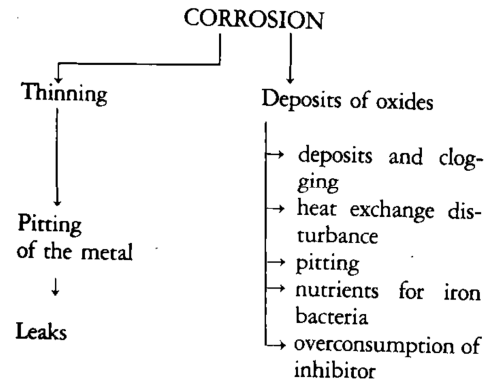 CORROSION
Thinning
Pitting
of the metal
Leaks
Deposits of oxides
deposits and clog-
ging
heat exchange dis-
turbance
pitting
nutrients for iron
bacteria
overconsumption of
inhibitor